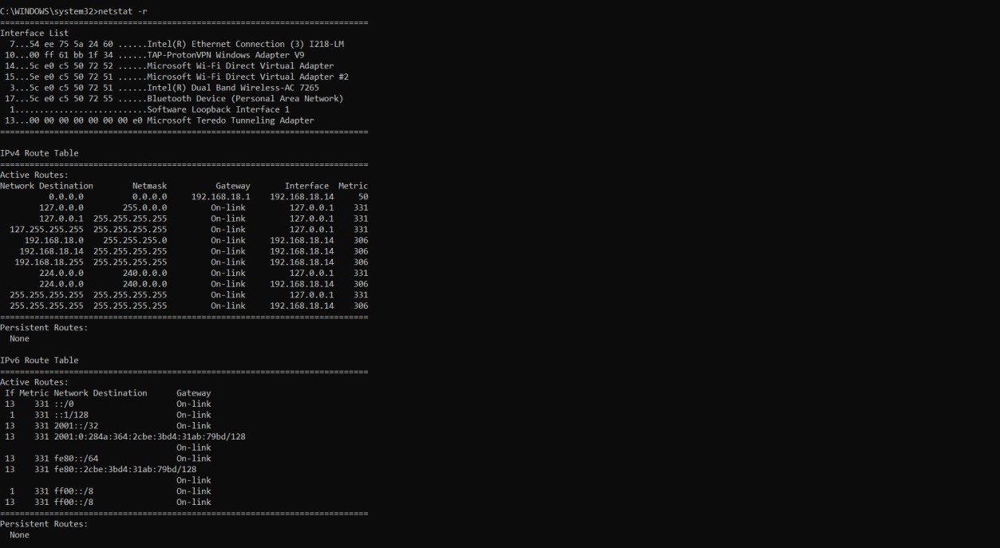 C:\WINDOWS\system32>netstat -r
===========================================================================
Interface List
  7...54 ee 75 5a 24 60 ......Intel(R) Ethernet Connection (3) I218-LM
 10...00 ff 61 bb 1f 34 ......TAP-ProtonVPN Windows Adapter V9
 14...5c e0 c5 50 72 52 ......Microsoft Wi-Fi Direct Virtual Adapter
 15...5e e0 c5 50 72 51 ......Microsoft Wi-Fi Direct Virtual Adapter #2
  3...5c e0 c5 50 72 51 ......Intel(R) Dual Band Wireless-AC 7265
 17...5c e0 c5 50 72 55 ......Bluetooth Device (Personal Area Network)
  1...........................Software Loopback Interface 1
 13...00 00 00 00 00 00 00 e0 Microsoft Teredo Tunneling Adapter
===========================================================================

IPv4 Route Table
===========================================================================
Active Routes:
Network Destination        Netmask          Gateway       Interface  Metric
          0.0.0.0          0.0.0.0     192.168.18.1    192.168.18.14     50
        127.0.0.0        255.0.0.0         On-link         127.0.0.1    331
        127.0.0.1  255.255.255.255         On-link         127.0.0.1    331
  127.255.255.255  255.255.255.255         On-link         127.0.0.1    331
     192.168.18.0    255.255.255.0         On-link     192.168.18.14    306
    192.168.18.14  255.255.255.255         On-link     192.168.18.14    306
   192.168.18.255  255.255.255.255         On-link     192.168.18.14    306
        224.0.0.0        240.0.0.0         On-link         127.0.0.1    331
        224.0.0.0        240.0.0.0         On-link     192.168.18.14    306
  255.255.255.255  255.255.255.255         On-link         127.0.0.1    331
  255.255.255.255  255.255.255.255         On-link     192.168.18.14    306
===========================================================================
Persistent Routes:
  None

IPv6 Route Table
===========================================================================
Active Routes:
 If Metric Network Destination      Gateway
 13    331 ::/0                     On-link
  1    331 ::1/128                  On-link
 13    331 2001::/32                On-link
 13    331 2001:0:284a:364:2cbe:3bd4:31ab:79bd/128
                                    On-link
 13    331 fe80::/64                On-link
 13    331 fe80::2cbe:3bd4:31ab:79bd/128
                                    On-link
  1    331 ff00::/8                 On-link
 13    331 ff00::/8                 On-link
===========================================================================
Persistent Routes:
  None